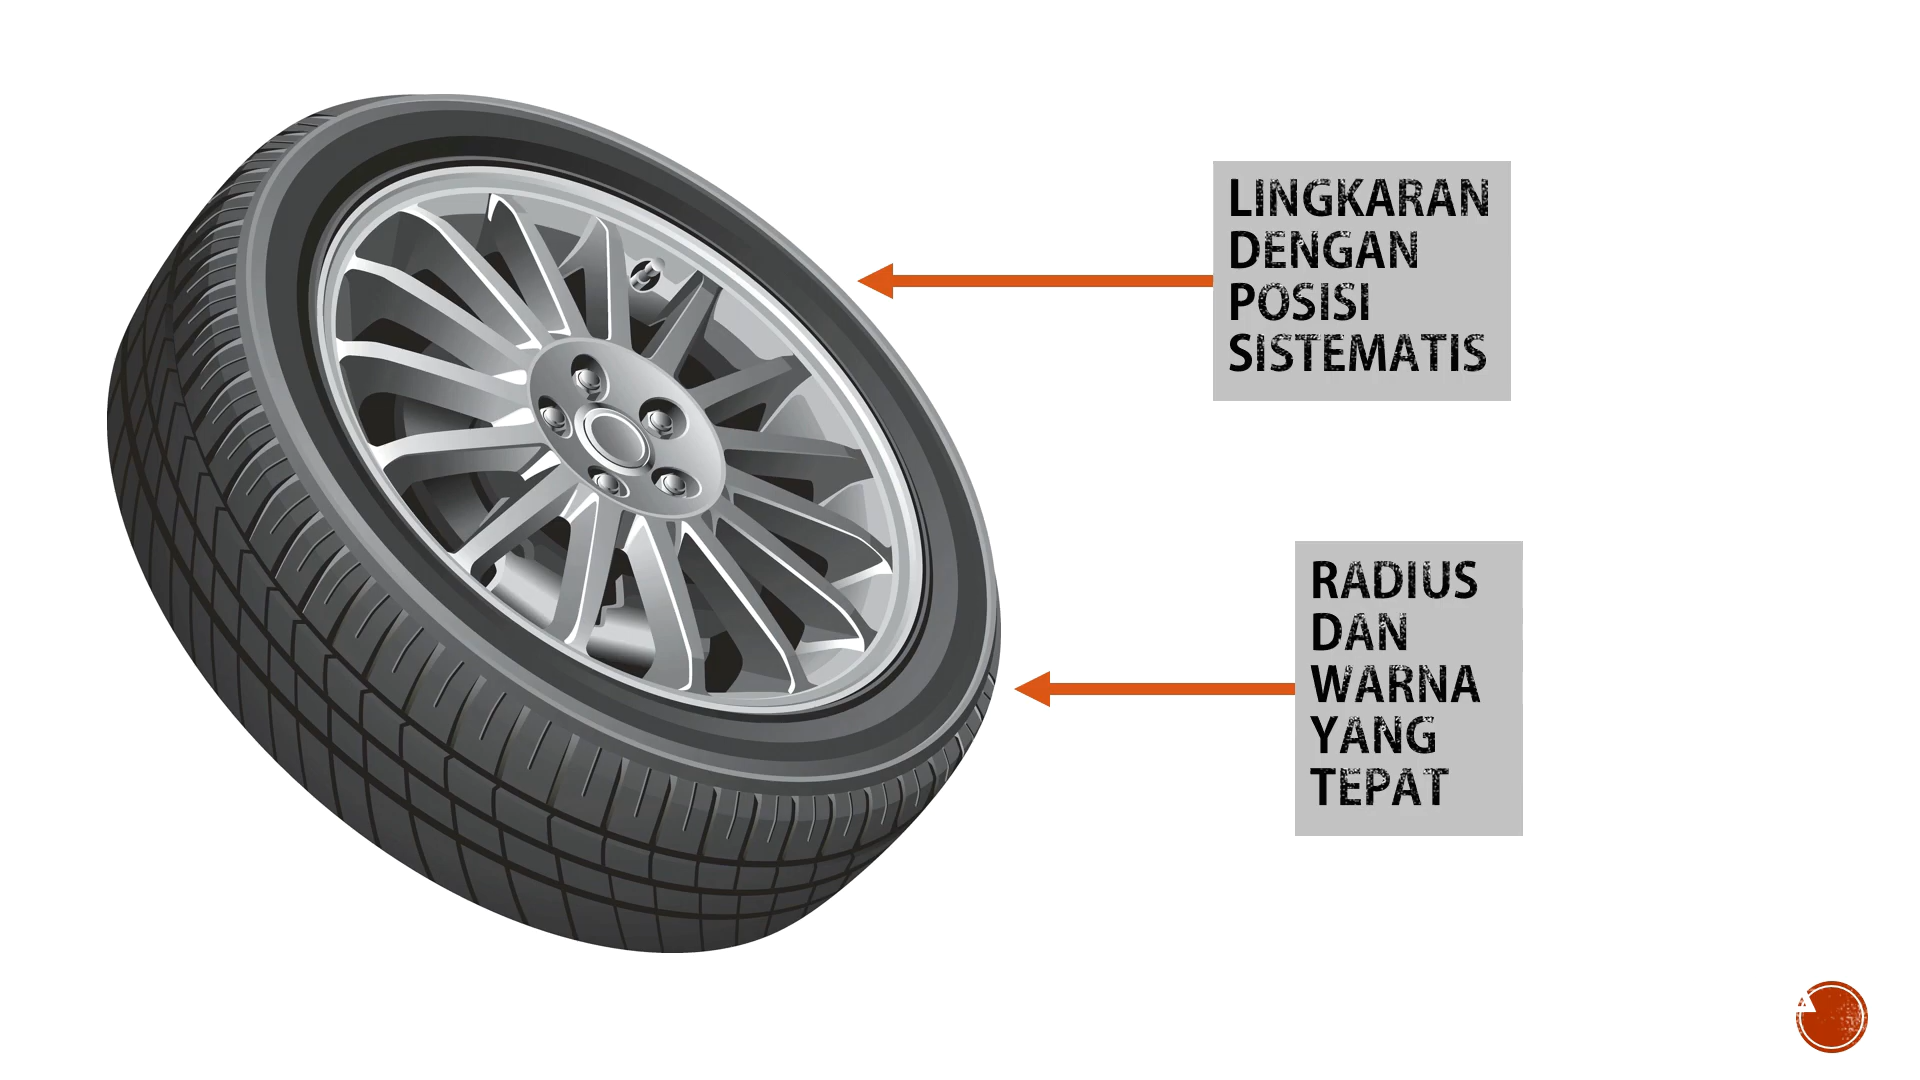 LINGKARAN
DENGAN
POSISI
SISTEMATIS
RADIUS
DAN
WARNA
YANG
TEPAT